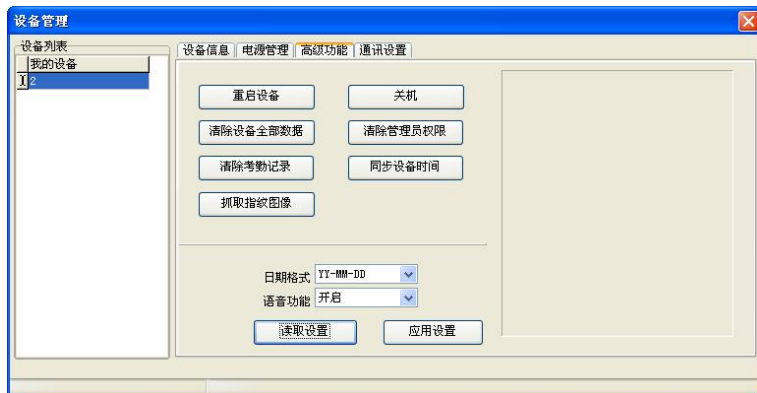 设备管理
设备列表
我的设备
2
设备信息 电源管理 高级功能 通讯设置
重启设备 关机
清除设备全部数据 清除管理员权限
清除考勤记录 同步设备时间
抓取指纹图像
日期格式 YY-MM-DD
语音功能 开启
读取设置 应用设置